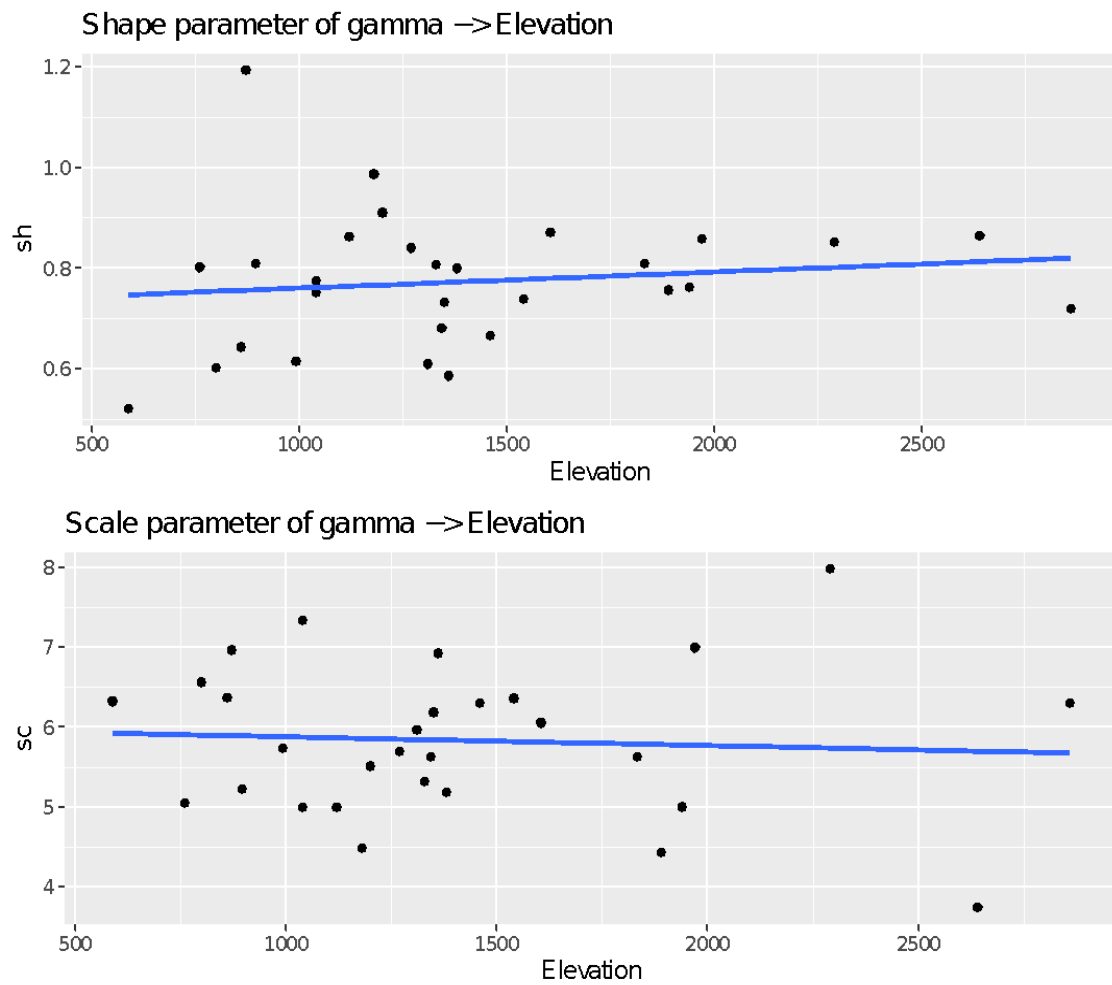 Shape parameter of gamma −>Elevation
1.2
1.0
0.8
0.6
sh
500 1000 1500 2000 2500
Elevation
Scale parameter of gamma −>Elevation
8
7
6
5
4
sc
500 1000 1500 2000 2500
Elevation